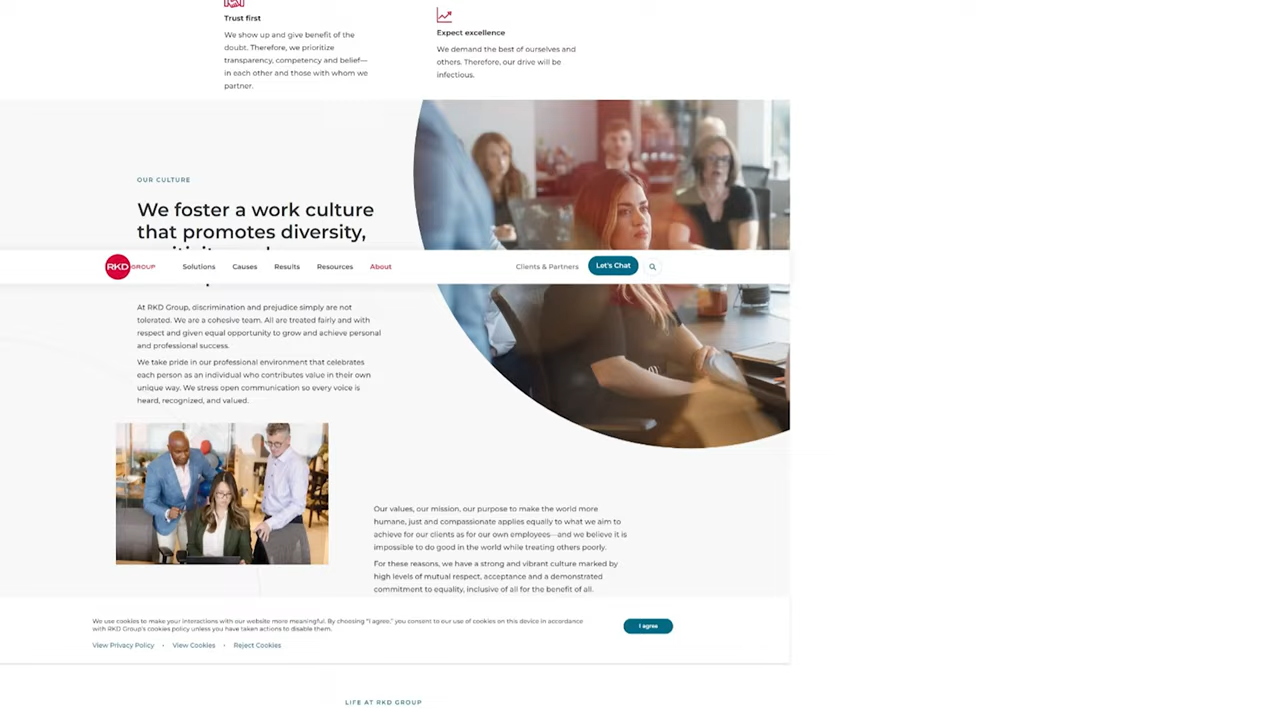 Trust first
We show up and give benefit of the
doubt. Therefore, we prioritize
transparency, competency and belief—
in each other and those with whom we
partner.
Expect excellence
We demand the best of ourselves and
others. Therefore, our drive will be
infectious.
OUR CULTURE
We foster a work culture
that promotes diversity,
RKD GROUP
Solutions
Causes
Results
Resources
About
Clients & Partners
Let's Chat
At RKD Group, discrimination and prejudice simply are not
tolerated. We are a cohesive team. All are treated fairly and with
respect and given equal opportunity to grow and achieve personal
and professional success.
We take pride in our professional environment that celebrates
each person as an individual who contributes value in their own
unique way. We stress open communication so every voice is
heard, recognized, and valued.
Our values, our mission, our purpose to make the world more
humane, just and compassionate applies equally to what we aim to
achieve for our clients as for our own employees—and we believe it is
impossible to do good in the world while treating others poorly.
For these reasons, we have a strong and vibrant culture marked by
high levels of mutual respect, acceptance and a demonstrated
commitment to equality, inclusive of all for the benefit of all.
We use cookies to make your interactions with our website more meaningful. By choosing "I agree," you consent to our use of cookies on this device in accordance
with RKD Group's cookies policy unless you have taken actions to disable them.
I agree
View Privacy Policy • View Cookies • Reject Cookies
LIFE AT RKD GROUP